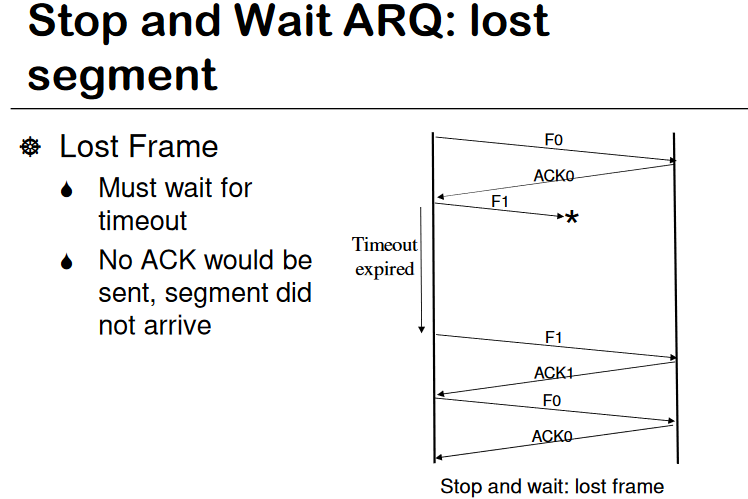 Stop and Wait ARQ: lost
segment
Lost Frame
Must wait for
timeout
No ACK would be
sent, segment did
not arrive
F0
ACK0
F1
*
Timeout
expired
F1
ACK1
F0
ACK0
Stop and wait: lost frame